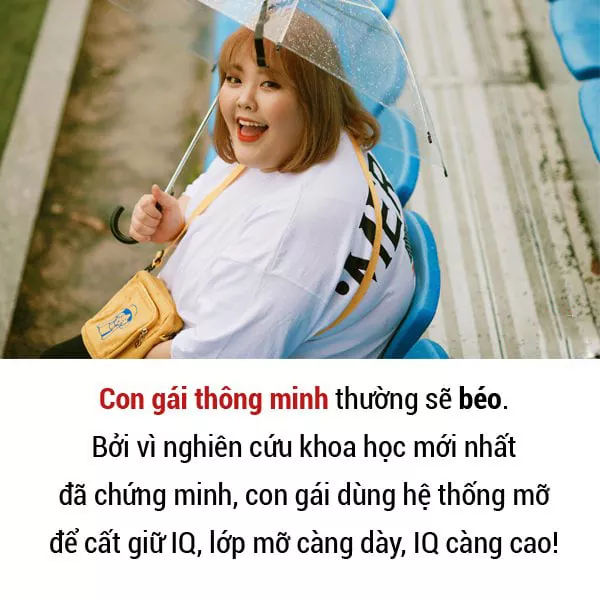 'MER
Con gái thông minh thường sẽ béo.
Bởi vì nghiên cứu khoa học mới nhất
đã chứng minh, con gái dùng hệ thống mỡ
để cất giữ IQ, lớp mỡ càng dày, IQ càng cao!